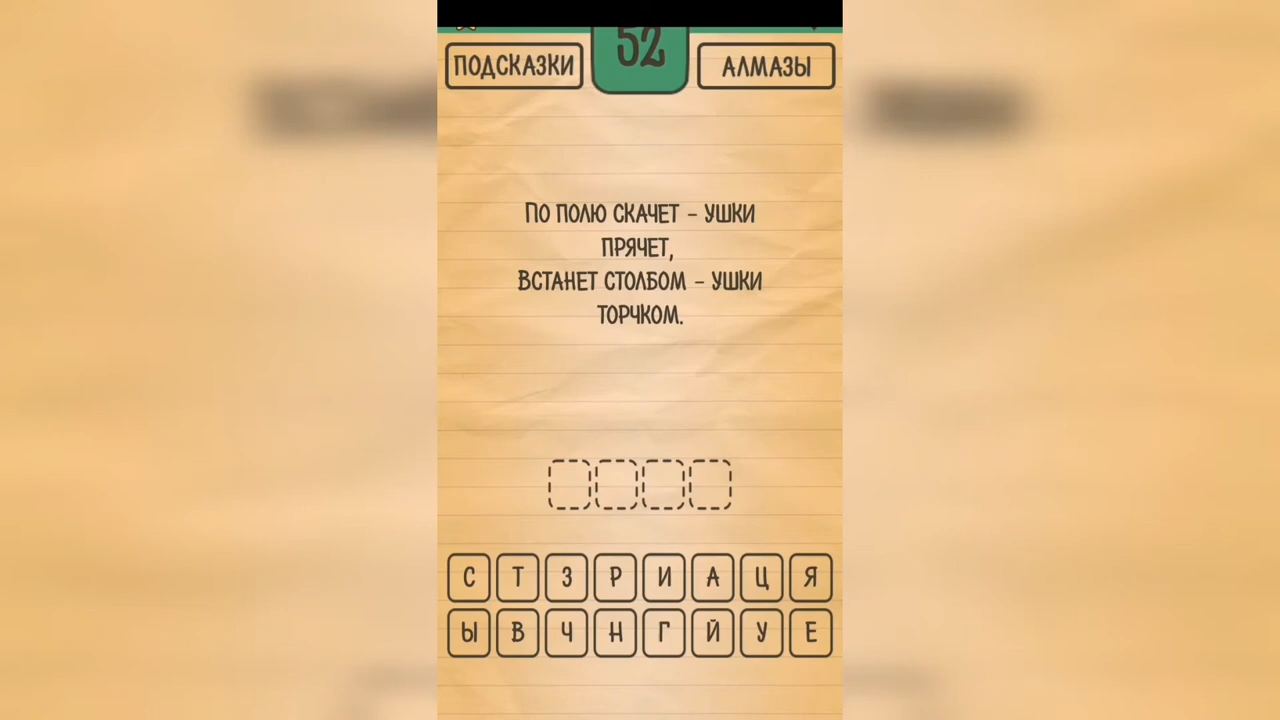 ПОДСКАЗКИ 52 АЛМАЗЫ
ПО ПОЛЮ СКАЧЕТ - УШКИ
ПРЯЧЕТ,
ВСТАНЕТ СТОЛБОМ - УШКИ
ТОРЧКОМ.
С Т З Р И А Ц Я
Ы В Ч Н Г Й У Е